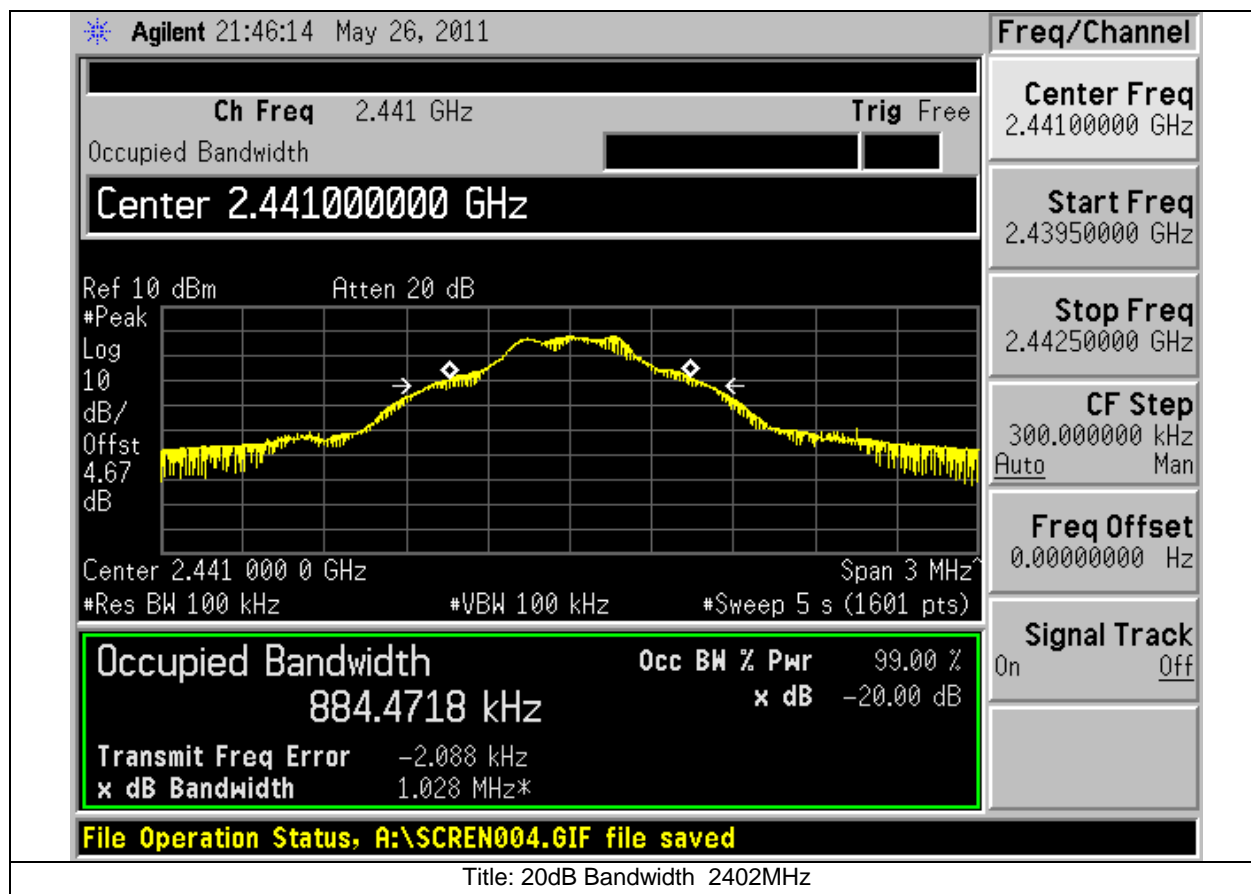 Agilent 21:46:14 May 26, 2011
Freq/Channel
Ch Freq 2.441 GHz
Trig Free
Occupied Bandwidth
Center 2.441000000 GHz
Ref 10 dBm
Atten 20 dB
#Peak
Log
10
dB/
Offst
4.67
dB
Center 2.441 000 0 GHz
Span 3 MHz^
#Res BW 100 kHz
#VBW 100 kHz
#Sweep 5 s (1601 pts)
Occupied Bandwidth
884.4718 kHz
Occ BW % Pwr 99.00 %
x dB -20.00 dB
Transmit Freq Error -2.088 kHz
x dB Bandwidth 1.028 MHz*
File Operation Status, A:\SCREN004.GIF file saved
Center Freq
2.44100000 GHz
Start Freq
2.43950000 GHz
Stop Freq
2.44250000 GHz
CF Step
300.000000 kHz
Auto Man
Freq Offset
0.00000000 Hz
Signal Track
On Off
Title: 20dB Bandwidth 2402MHz